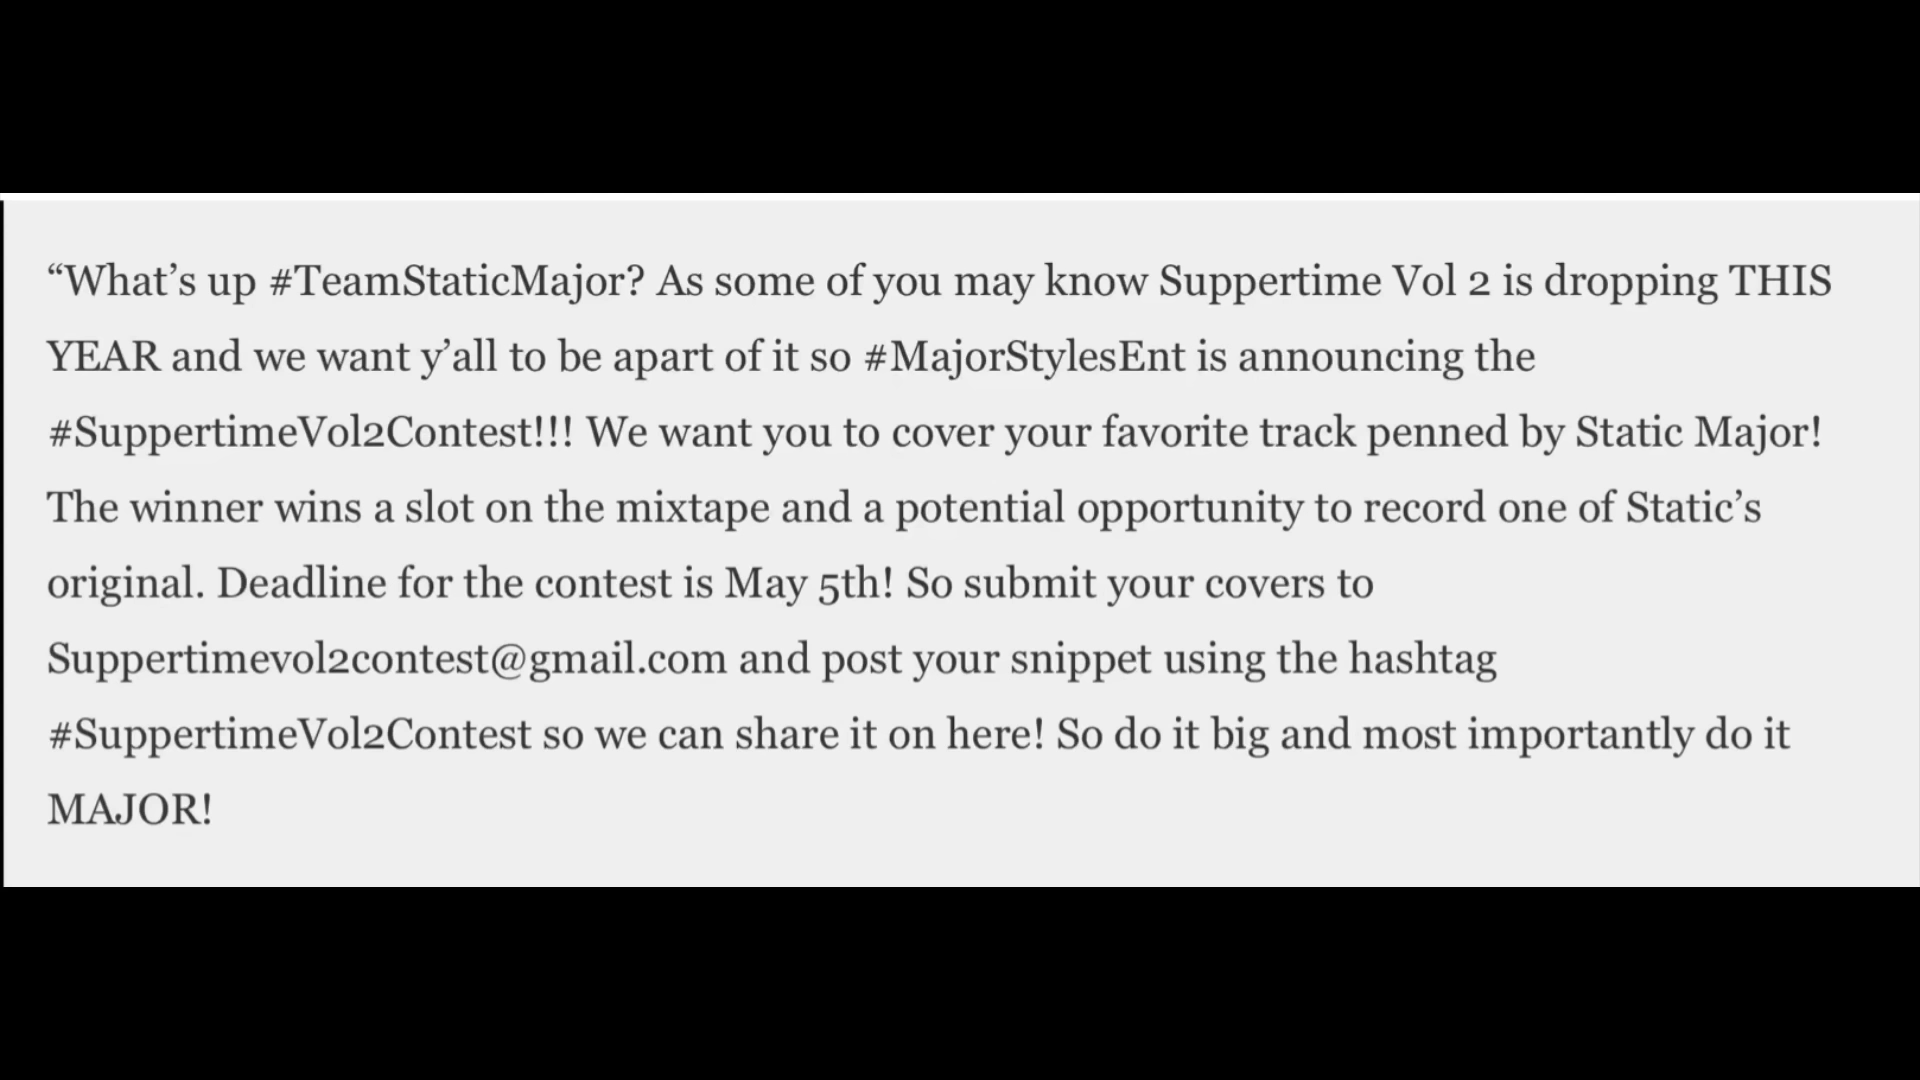 “What’s up #TeamStaticMajor? As some of you may know Suppertime Vol 2 is dropping THIS
YEAR and we want y’all to be apart of it so #MajorStylesEnt is announcing the
#SuppertimeVol2Contest!!! We want you to cover your favorite track penned by Static Major!
The winner wins a slot on the mixtape and a potential opportunity to record one of Static’s
original. Deadline for the contest is May 5th! So submit your covers to
Suppertimevol2contest@gmail.com and post your snippet using the hashtag
#SuppertimeVol2Contest so we can share it on here! So do it big and most importantly do it
MAJOR!